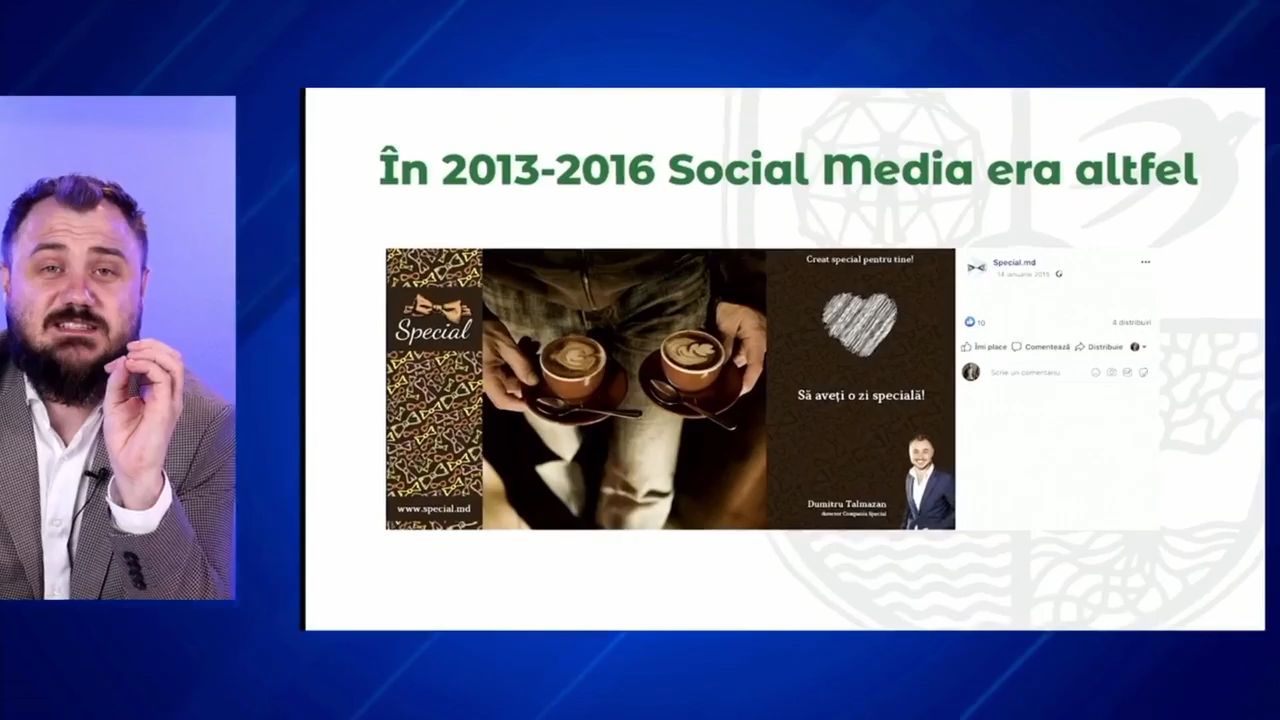 În 2013-2016 Social Media era altfel
Special
www.special.md
Creat special pentru tine!
Să aveți o zi specială!
Dumitru Talmazan
director Compania Special
Special.md
14 ianuarie 2015
10
4 distribuiri
Îmi place Comentează Distribuie
Scrie un comentariu